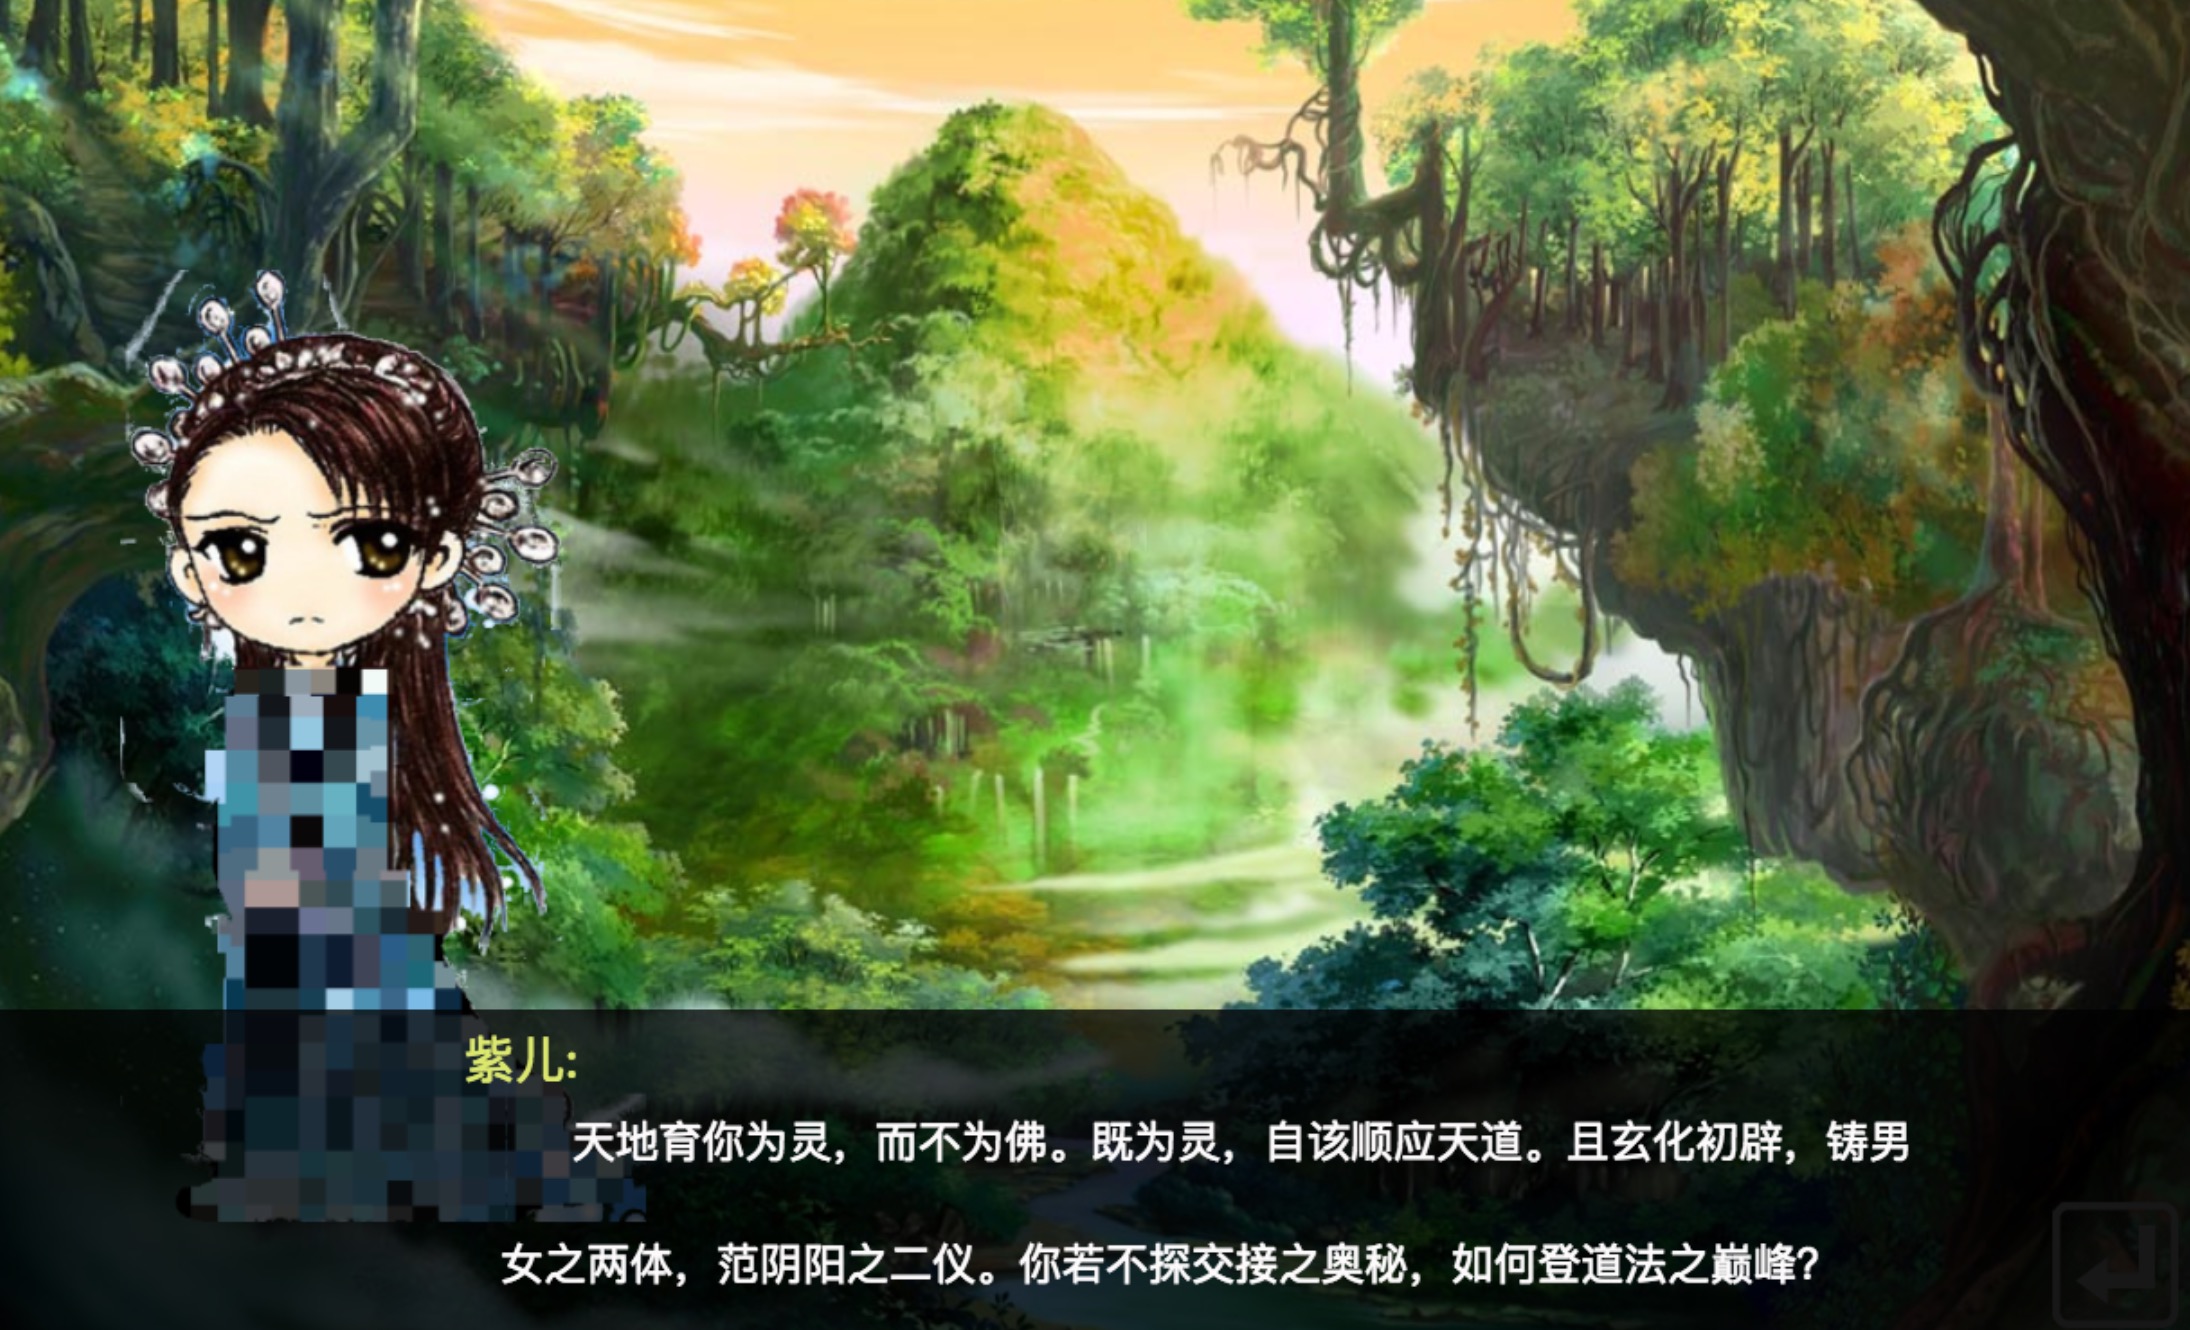 紫儿:
天地育你为灵，而不为佛。既为灵，自该顺应天道。且玄化初辟，铸男
女之两体，范阴阳之二仪。你若不探交接之奥秘，如何登道法之巅峰?